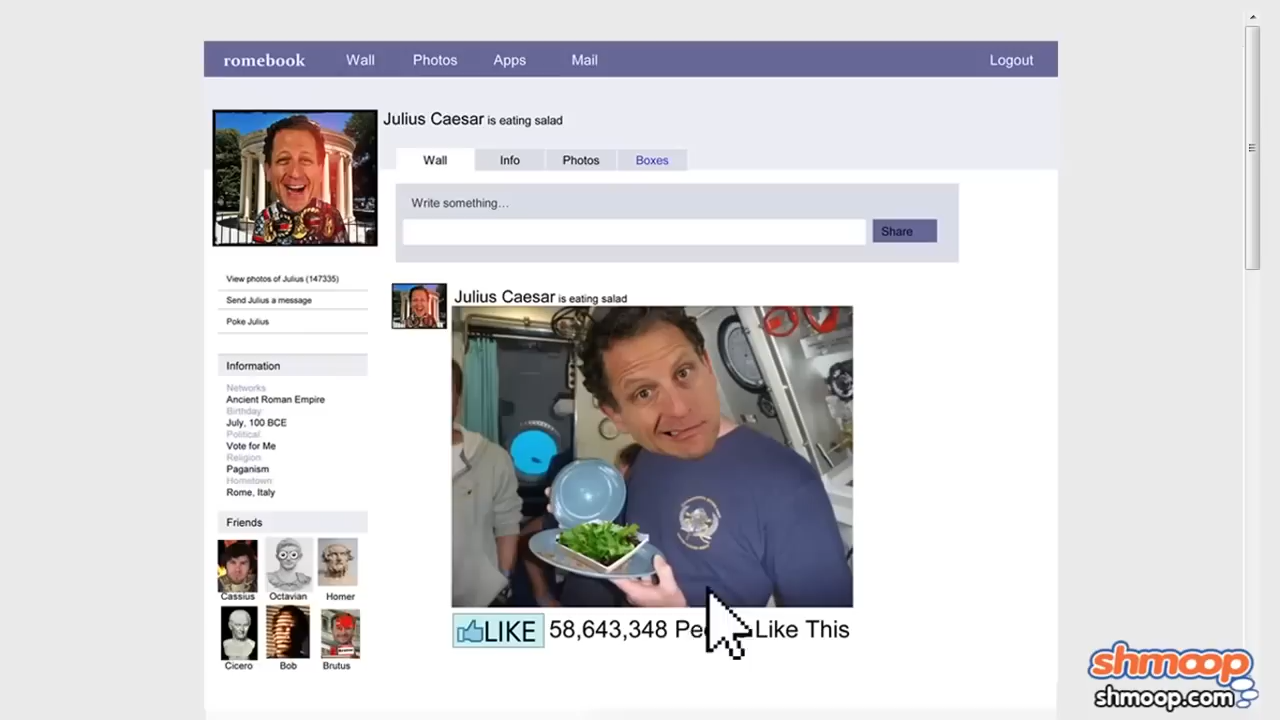 romebook Wall Photos Apps Mail Logout
Julius Caesar is eating salad
Wall Info Photos Boxes
Write something...
Share
View photos of Julius (147335)
Send Julius a message
Poke Julius
Information
Networks
Ancient Roman Empire
Birthday
July, 100 BCE
Political
Vote for Me
Religion
Paganism
Hometown
Rome, Italy
Friends
Cassius Octavian Homer
Cicero Bob Brutus
Julius Caesar is eating salad
LIKE 58,643,348 Like This
shmoop
shmoop.com